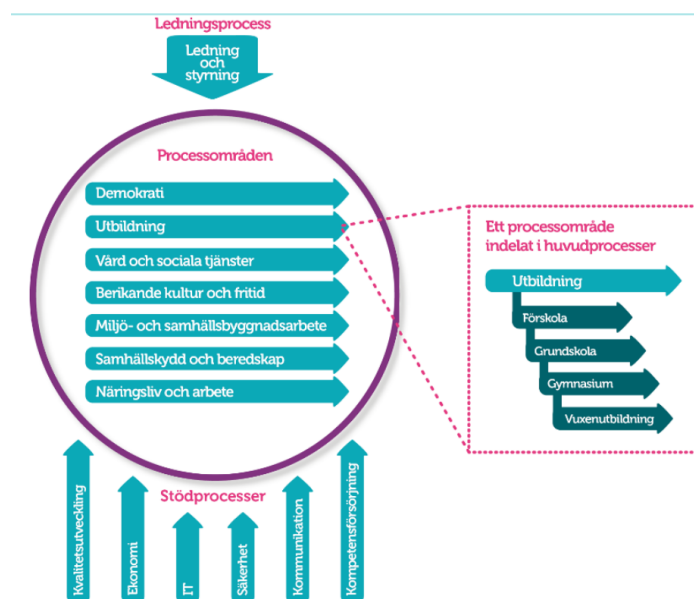 Ledningsprocess
Ledning
och
styrning
Processområden
Demokrati
Utbildning
Vård och sociala tjänster
Berikande kultur och fritid
Miljö- och samhällsbyggnadsarbete
Samhällskydd och beredskap
Näringsliv och arbete
Ett processområde
indelat i huvudprocesser
Utbildning
Förskola
Grundskola
Gymnasium
Vuxenutbildning
Stödprocesser
Kvalitetsutveckling
Ekonomi
IT
Säkerhet
Kommunikation
Kompetensförsörjning